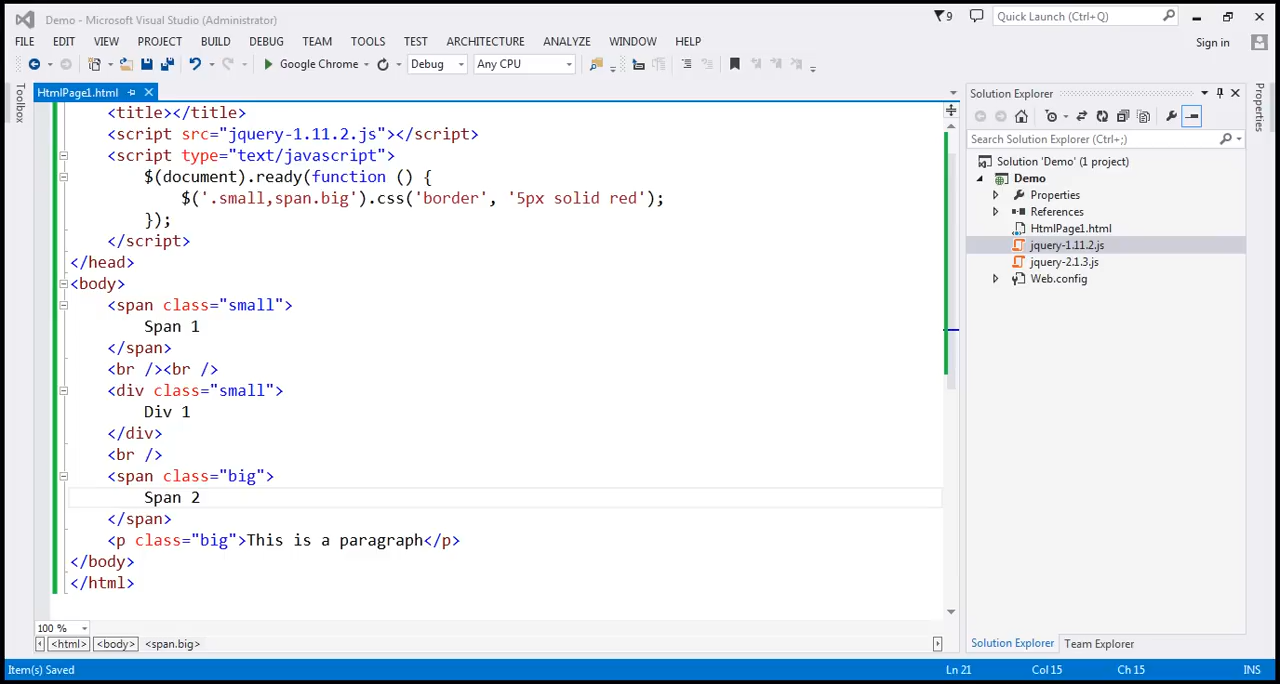 Demo - Microsoft Visual Studio (Administrator)
9
Quick Launch (Ctrl+Q)
FILE EDIT VIEW PROJECT BUILD DEBUG TEAM TOOLS TEST ARCHITECTURE ANALYZE WINDOW HELP
Sign in
Google Chrome
Debug
Any CPU
Toolbox
HtmlPage1.html
<title></title>
<script src="jquery-1.11.2.js"></script>
<script type="text/javascript">
$(document).ready(function () {
$('.small,span.big').css('border', '5px solid red');
});
</script>
</head>
<body>
<span class="small">
Span 1
</span>
<br /><br />
<div class="small">
Div 1
</div>
<br />
<span class="big">
Span 2
</span>
<p class="big">This is a paragraph</p>
</body>
</html>
100 %
<html> <body> <span.big>
Solution Explorer
Search Solution Explorer (Ctrl+;)
Solution 'Demo' (1 project)
Demo
Properties
References
HtmlPage1.html
jquery-1.11.2.js
jquery-2.1.3.js
Web.config
Solution Explorer Team Explorer
Properties
Item(s) Saved
Ln 21
Col 15
Ch 15
INS